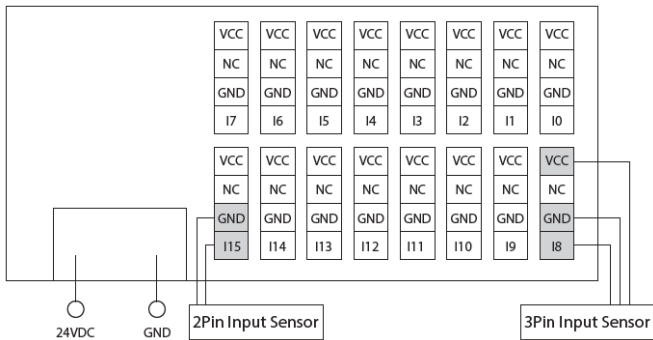 VCC VCC VCC VCC VCC VCC VCC VCC
NC NC NC NC NC NC NC NC
GND GND GND GND GND GND GND GND
I7 I6 I5 I4 I3 I2 I1 I0
VCC VCC VCC VCC VCC VCC VCC VCC
NC NC NC NC NC NC NC NC
GND GND GND GND GND GND GND GND
I15 I14 I13 I12 I11 I10 I9 I8
24VDC GND 2Pin Input Sensor 3Pin Input Sensor